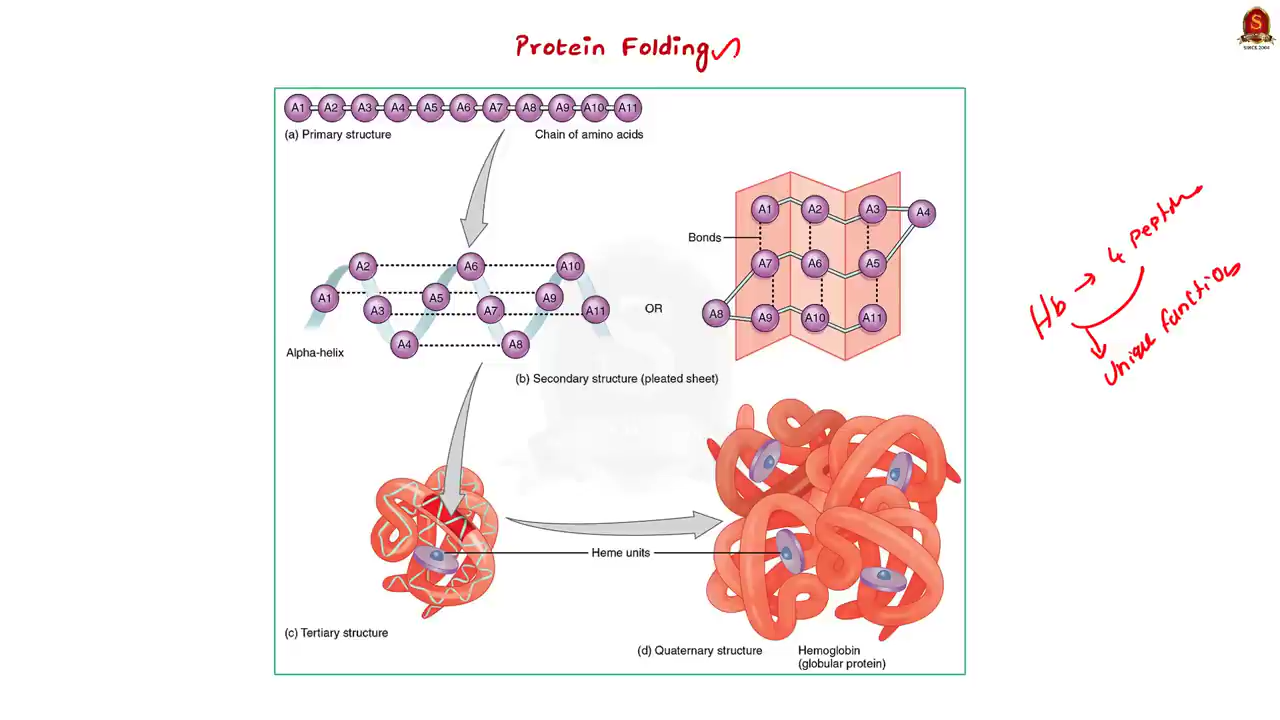 Protein Folding
S
SINCE 2004
A1 A2 A3 A4 A5 A6 A7 A8 A9 A10 A11
(a) Primary structure
Chain of amino acids
A2 A6 A10
A1 A5 A9
A3 A7 A11
A4 A8
Alpha-helix
OR
A1 A2 A3 A4
Bonds
A7 A6 A5
A8 A9 A10 A11
(b) Secondary structure (pleated sheet)
Hb → 4
Unique functions
Heme units
(c) Tertiary structure
(d) Quaternary structure
Hemoglobin
(globular protein)